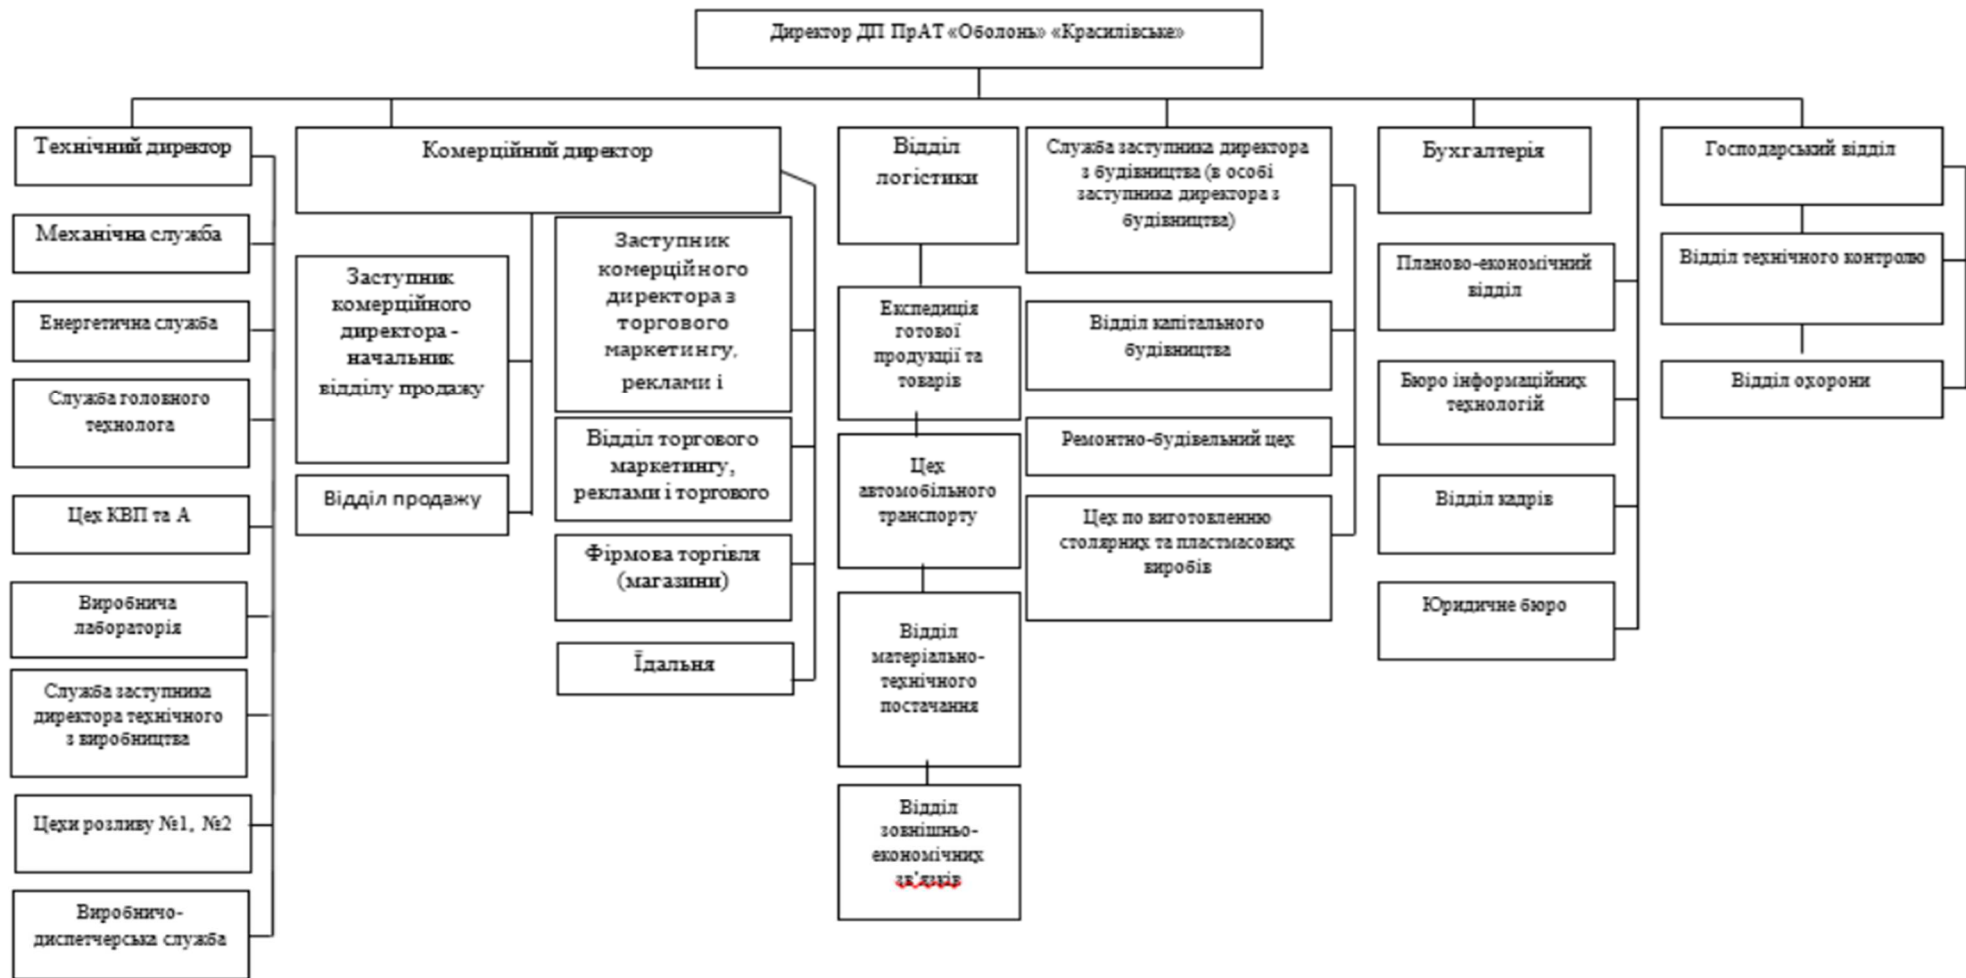 Директор ДП ПрАТ «Оболонь» «Красилівське»
Технічний директор
Механічна служба
Енергетична служба
Служба головного
технолога
Цех КВП та А
Виробнича
лабораторія
Служба заступника
директора технічного
з виробництва
Цехи розливу №1, №2
Виробничо-
диспетчерська служба
Комерційний директор
Заступник
комерційного
директора -
начальник
відділу продажу
Відділ продажу
Заступник
комерційного
директора з
торгового
маркетингу,
реклами і
Відділ торгового
маркетингу,
реклами і торгового
Фірмова торгівля
(магазини)
Їдальня
Відділ
логістики
Експедиція
готової
продукції та
товарів
Цех
автомобільного
транспорту
Відділ
матеріально-
технічного
постачання
Відділ
зовнішньо-
економічних
зв'язків
Служба заступника директора
з будівництва (в особі
заступника директора з
будівництва)
Відділ капітального
будівництва
Ремонтно-будівельний цех
Цех по виготовленню
столярних та пластмасових
виробів
Бухгалтерія
Планово-економічний
відділ
Бюро інформаційних
технологій
Відділ кадрів
Юридичне бюро
Господарський відділ
Відділ технічного контролю
Відділ охорони